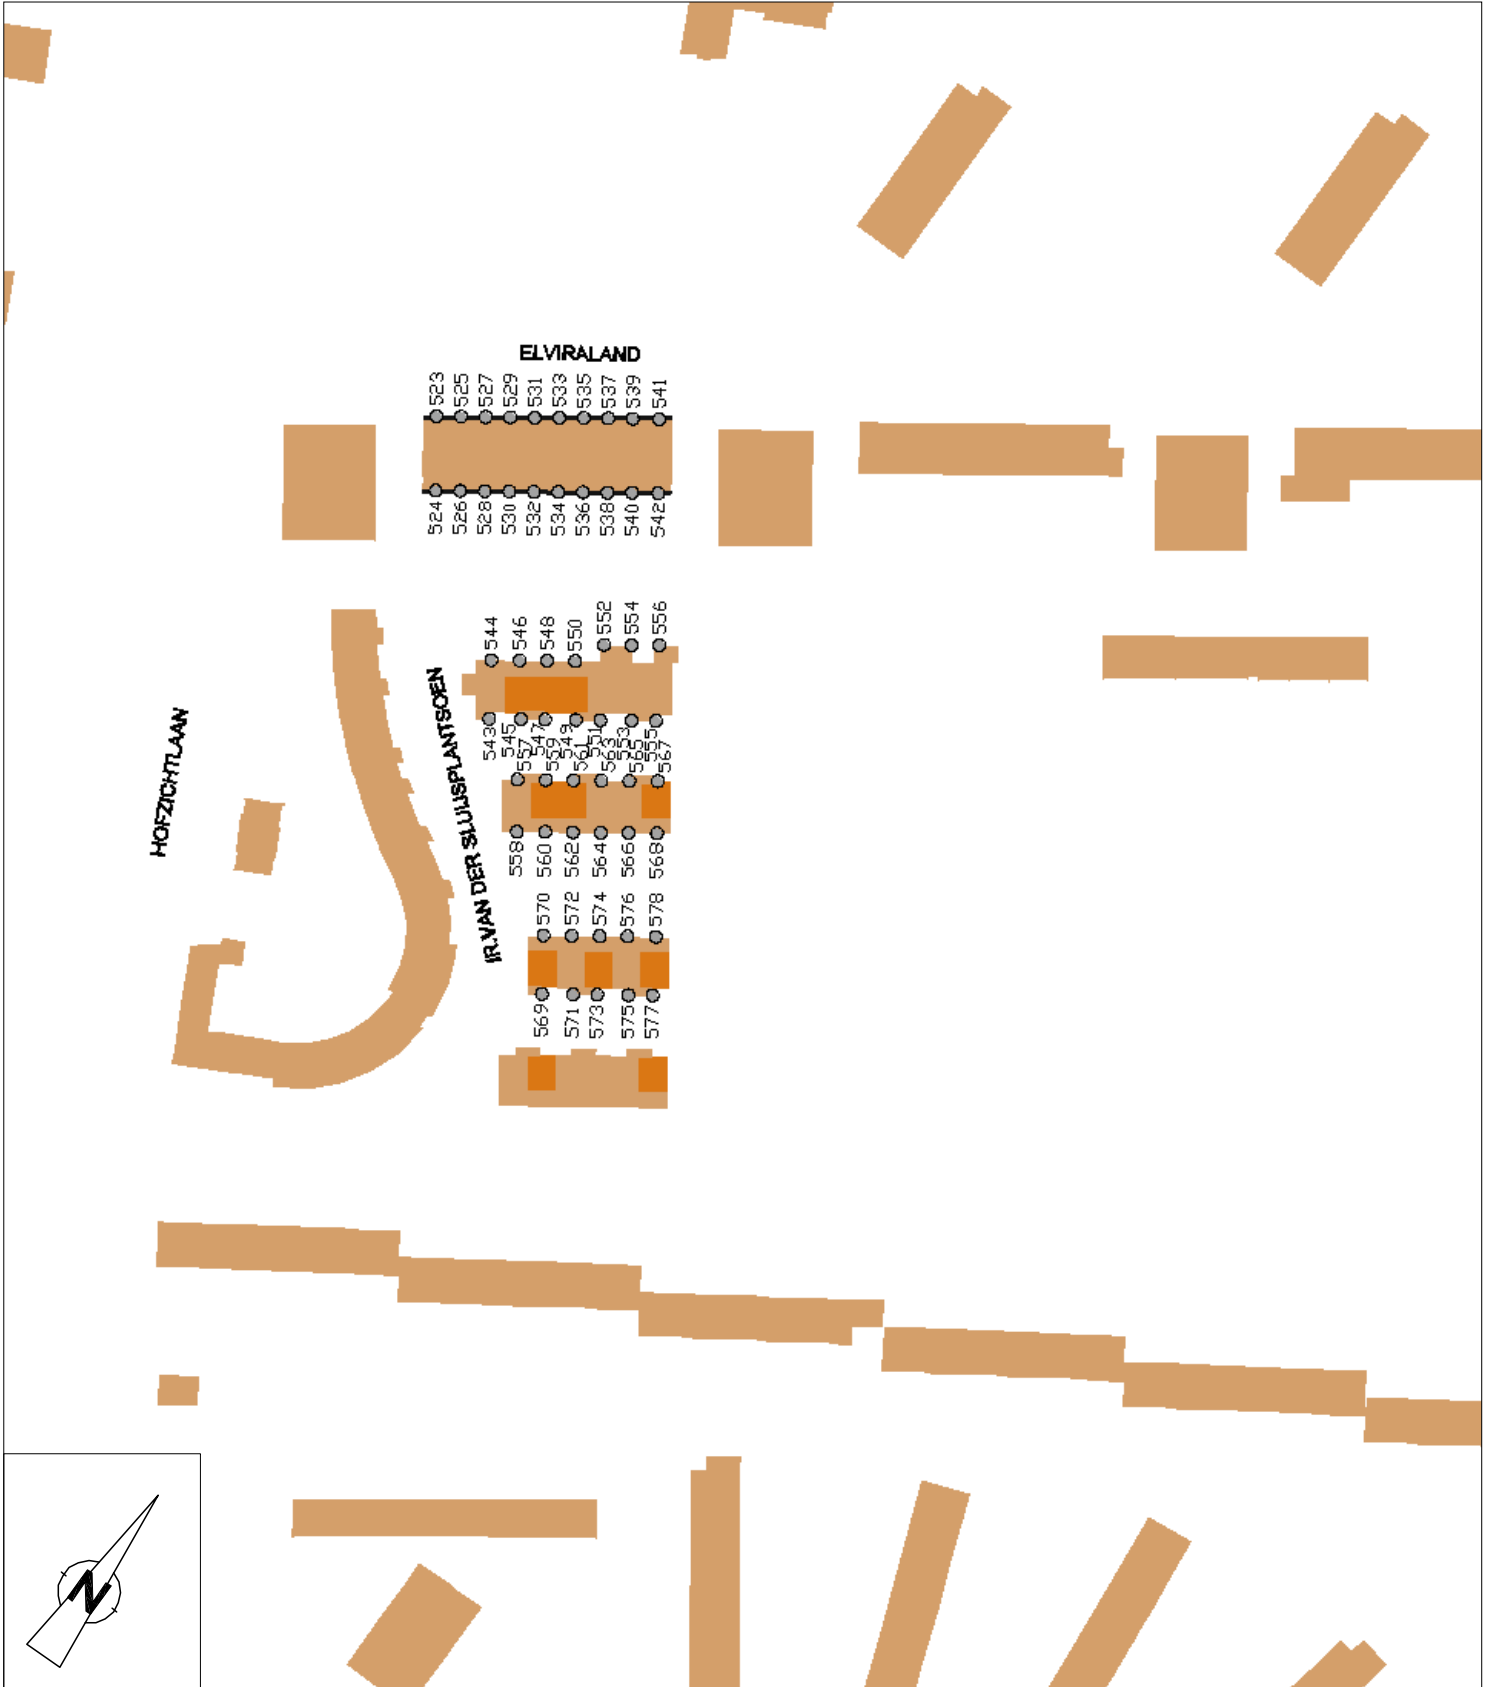 ELVIRALAND
523 525 527 529 531 533 535 537 539 541
524 526 528 530 532 534 536 538 540 542
544 546 548 550 552 554 556
543 545 547 549 551 553 555
557 559 561 563 565 567
558 560 562 564 566 568
570 572 574 576 578
569 571 573 575 577
HOFZICHTLAAN
IR.VAN DER SLUIJSPLANTSOEN
N